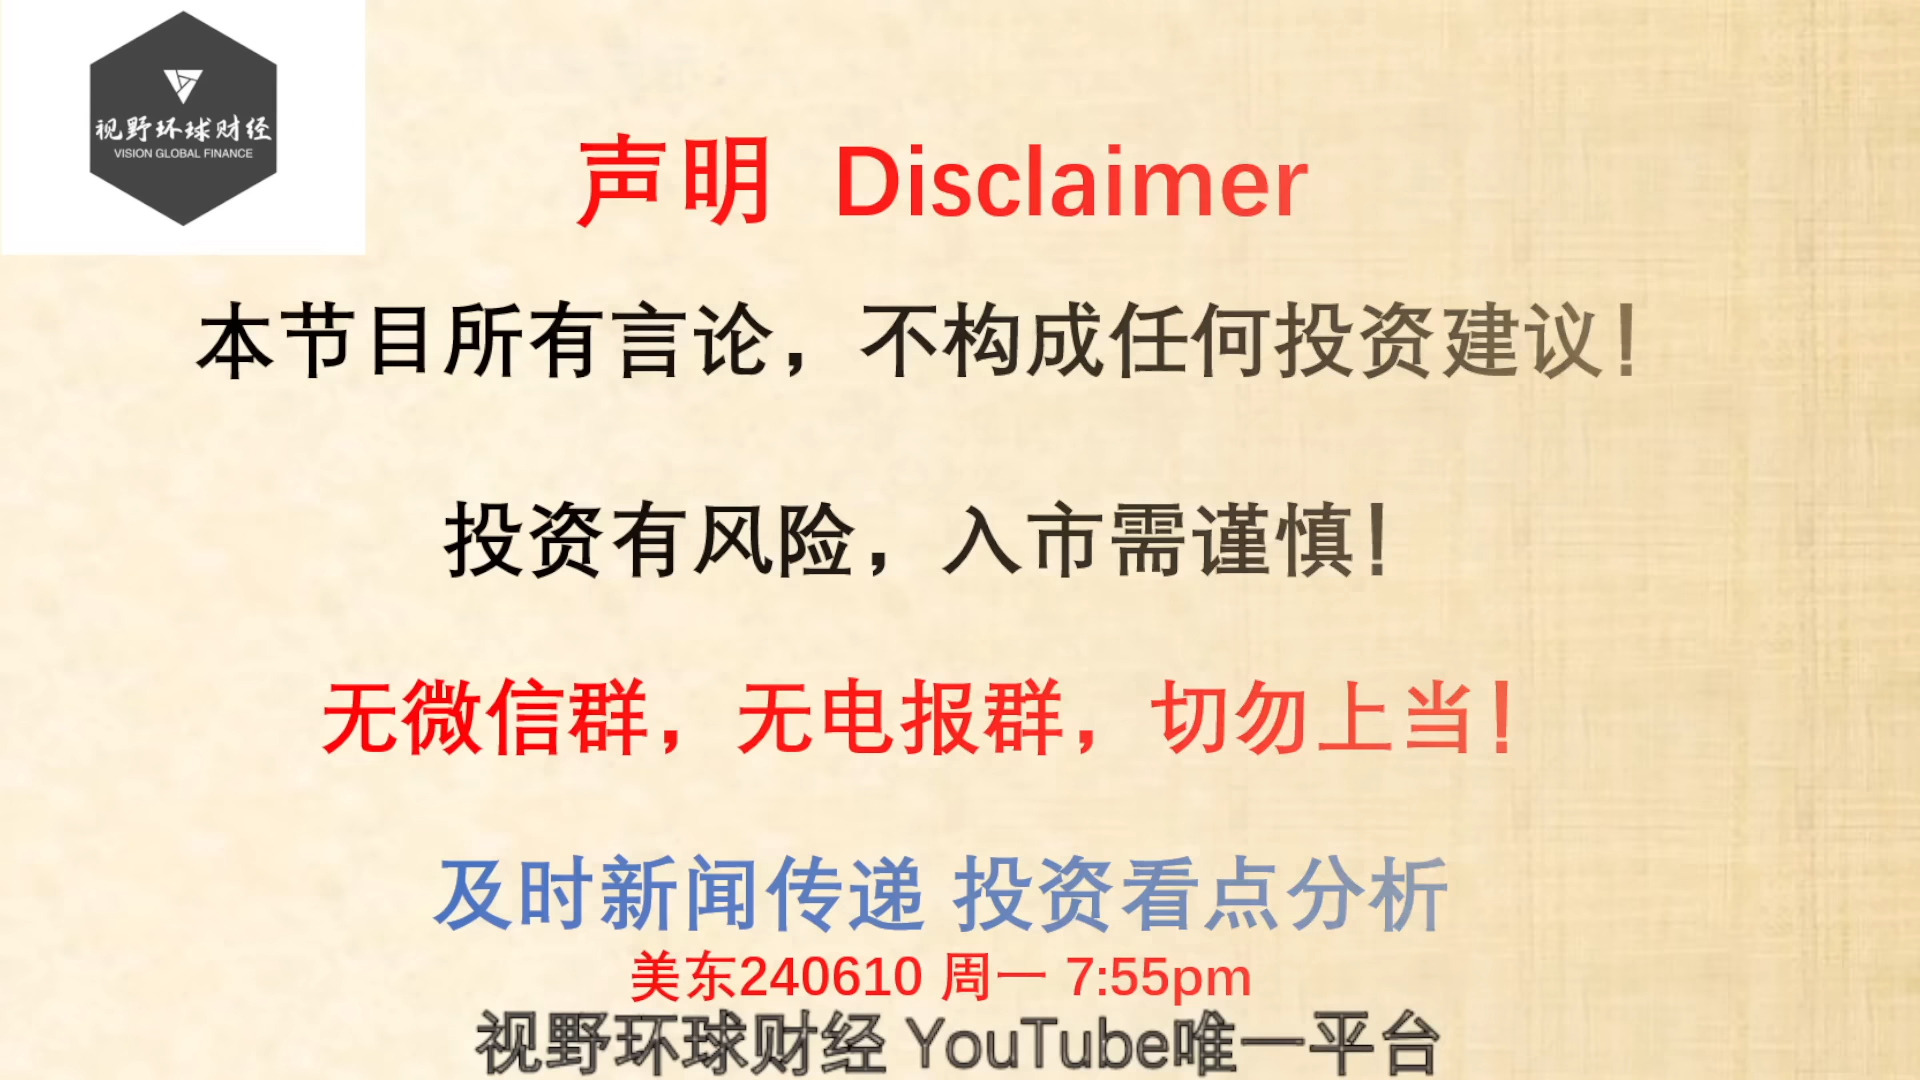 视野环球财经
VISION GLOBAL FINANCE
声明 Disclaimer
本节目所有言论，不构成任何投资建议！
投资有风险，入市需谨慎！
无微信群，无电报群，切勿上当！
及时新闻传递 投资看点分析
美东240610 周一 7:55pm
视野环球财经 YouTube唯一平台